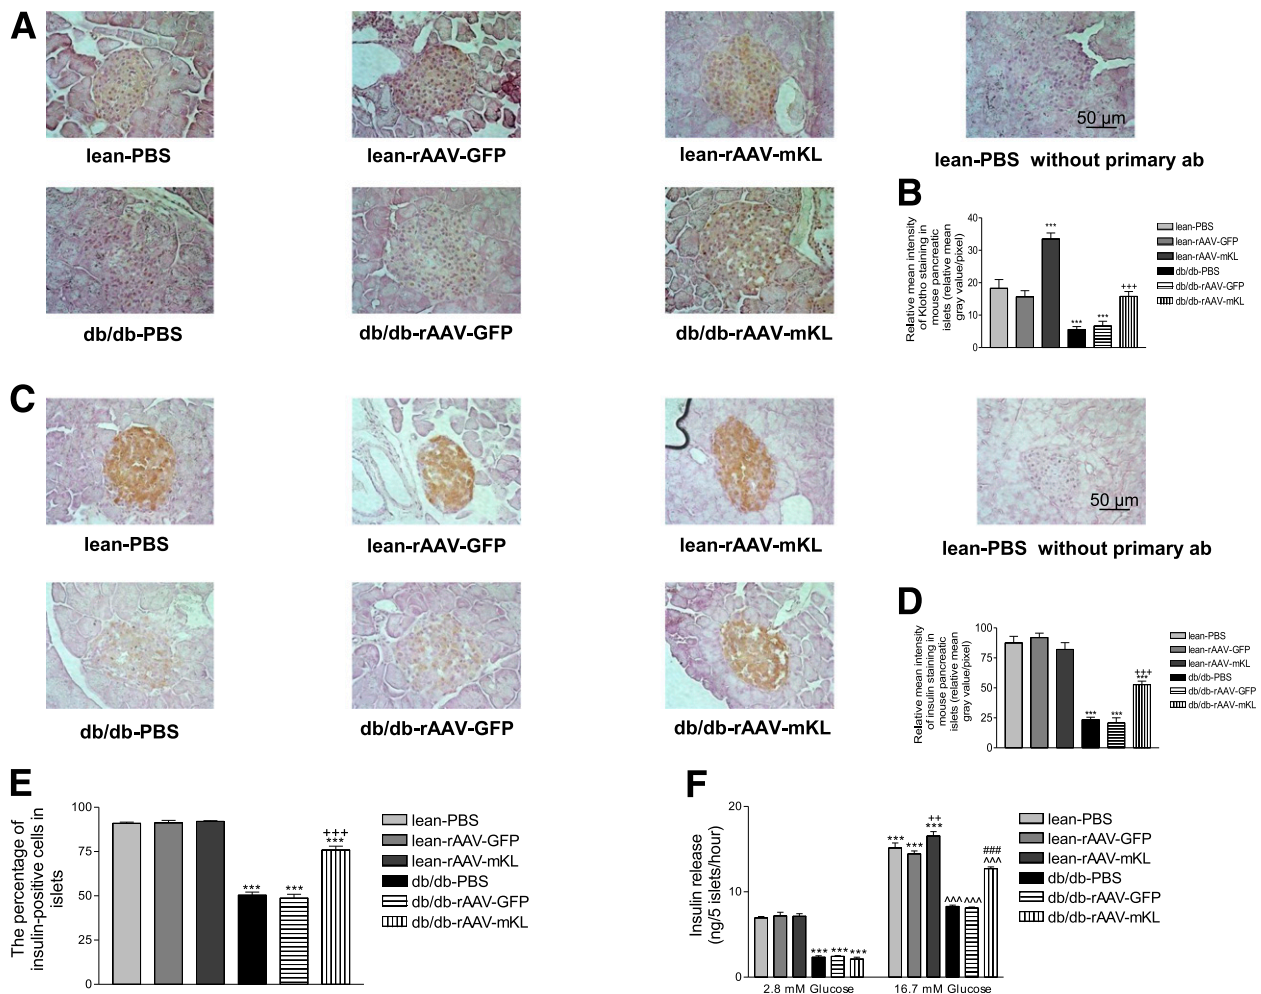 A
lean-PBS
lean-rAAV-GFP
lean-rAAV-mKL
50 µm
lean-PBS without primary ab
db/db-PBS
db/db-rAAV-GFP
db/db-rAAV-mKL
B
Relative mean intensity
of Klotho staining in
mouse pancreatic
islets (relative mean
gray value/pixel)
40
30
20
10
0
***
***
***
+++
lean-PBS
lean-rAAV-GFP
lean-rAAV-mKL
db/db-PBS
db/db-rAAV-GFP
db/db-rAAV-mKL
C
lean-PBS
lean-rAAV-GFP
lean-rAAV-mKL
50 µm
lean-PBS without primary ab
db/db-PBS
db/db-rAAV-GFP
db/db-rAAV-mKL
D
Relative mean intensity
of insulin staining in
mouse pancreatic
islets (relative mean
gray value/pixel)
100
75
50
25
0
***
***
+++
***
lean-PBS
lean-rAAV-GFP
lean-rAAV-mKL
db/db-PBS
db/db-rAAV-GFP
db/db-rAAV-mKL
E
The percentage of
insulin-positive cells in
islets
100
75
50
25
0
***
***
+++
***
lean-PBS
lean-rAAV-GFP
lean-rAAV-mKL
db/db-PBS
db/db-rAAV-GFP
db/db-rAAV-mKL
F
Insulin release
(ng/5 islets/hour)
20
10
0
*** *** ***
*** ***
++
***
^^^ ^^^
###
^^^
2.8 mM Glucose
16.7 mM Glucose
lean-PBS
lean-rAAV-GFP
lean-rAAV-mKL
db/db-PBS
db/db-rAAV-GFP
db/db-rAAV-mKL